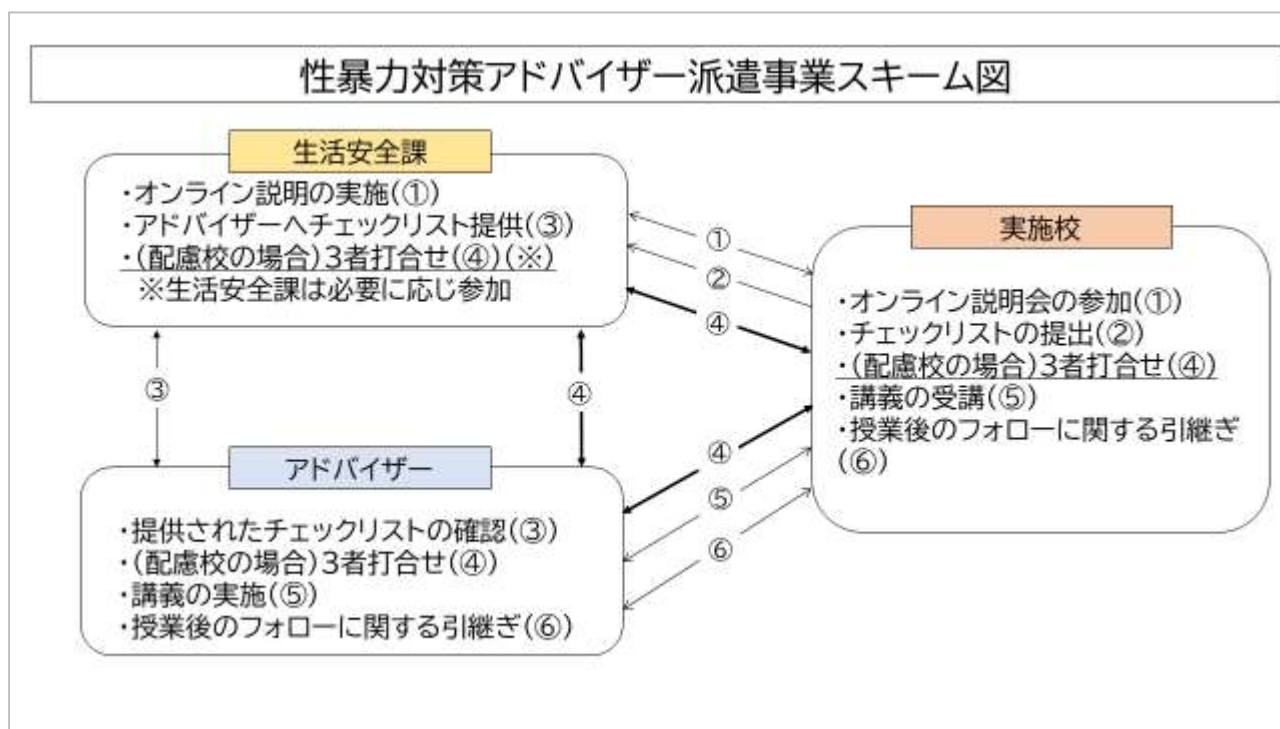 性暴力対策アドバイザー派遣事業スキーム図
生活安全課
・オンライン説明の実施(①)
・アドバイザーへチェックリスト提供(③)
・(配慮校の場合)3者打合せ(④)(※)
※生活安全課は必要に応じ参加
①
②
④
実施校
・オンライン説明会の参加(①)
・チェックリストの提出(②)
・(配慮校の場合)3者打合せ(④)
・講義の受講(⑤)
・授業後のフォローに関する引継ぎ
(⑥)
③
④
④
⑤
⑥
アドバイザー
・提供されたチェックリストの確認(③)
・(配慮校の場合)3者打合せ(④)
・講義の実施(⑤)
・授業後のフォローに関する引継ぎ(⑥)